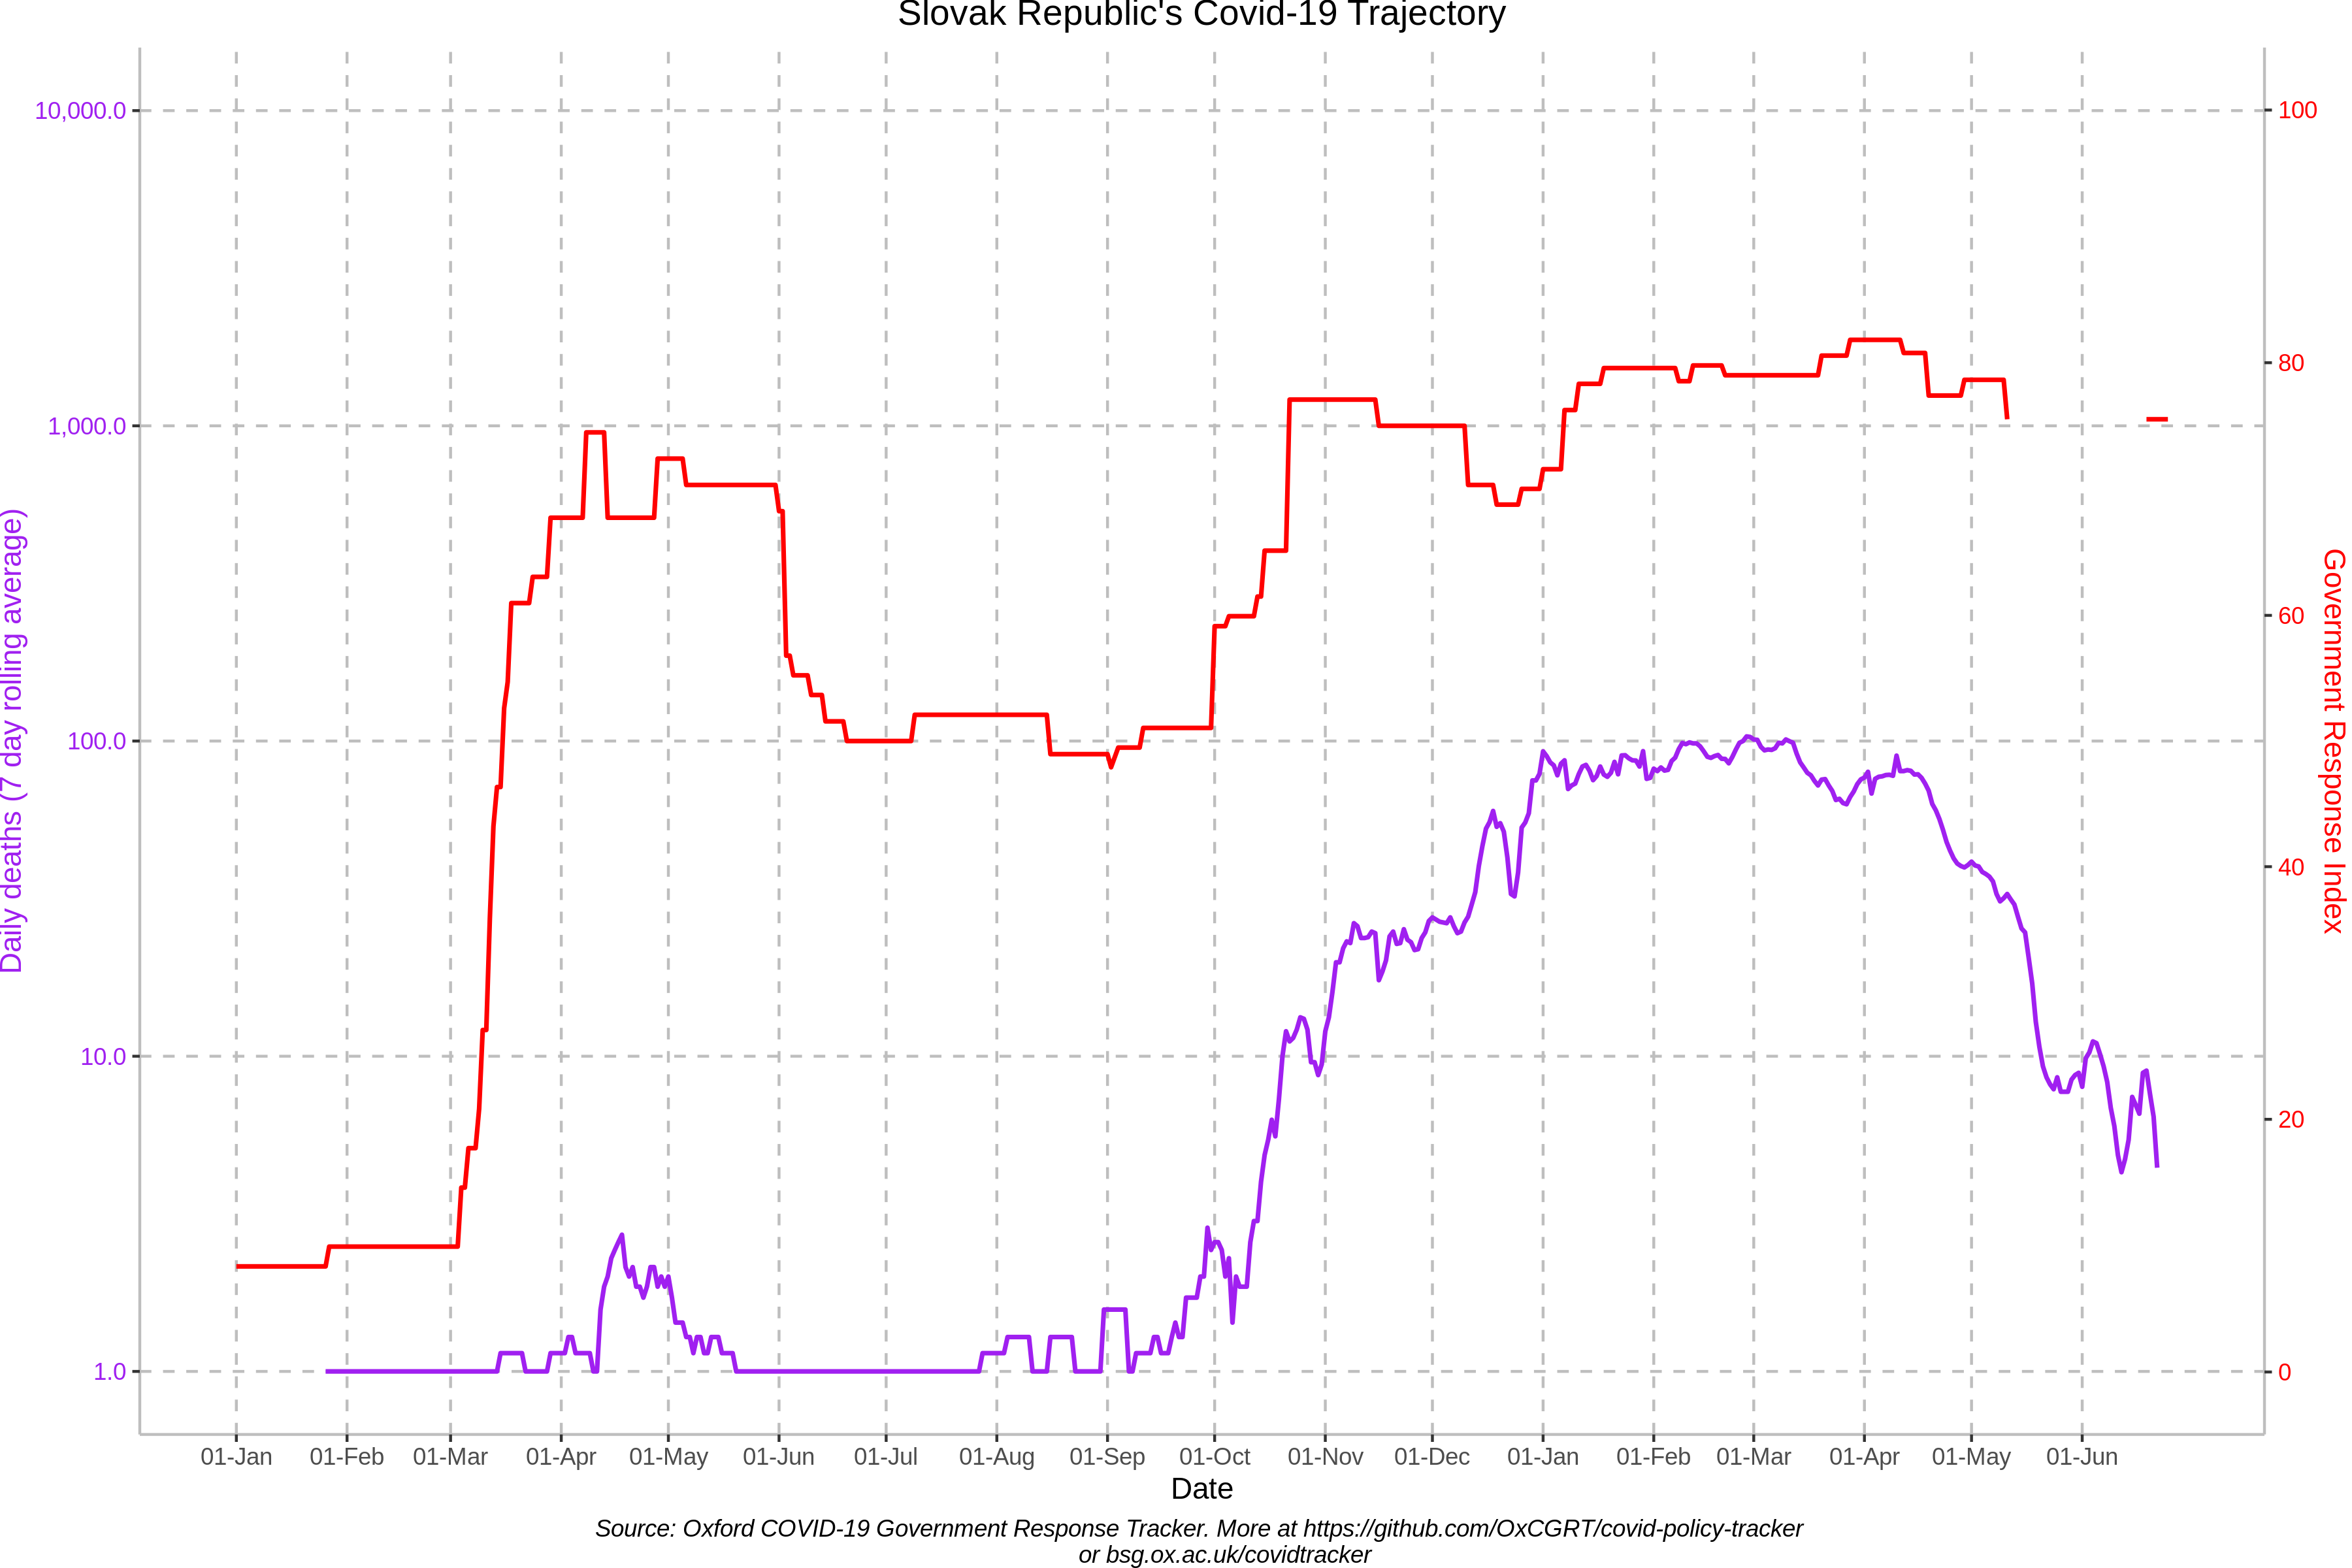 Slovak Republic's Covid-19 Trajectory
10,000.0
1,000.0
100.0
10.0
1.0
Daily deaths (7 day rolling average)
100
80
60
40
20
0
Government Response Index
01-Jan 01-Feb 01-Mar 01-Apr 01-May 01-Jun 01-Jul 01-Aug 01-Sep 01-Oct 01-Nov 01-Dec 01-Jan 01-Feb 01-Mar 01-Apr 01-May 01-Jun
Date
Source: Oxford COVID-19 Government Response Tracker. More at https://github.com/OxCGRT/covid-policy-tracker
or bsg.ox.ac.uk/covidtracker